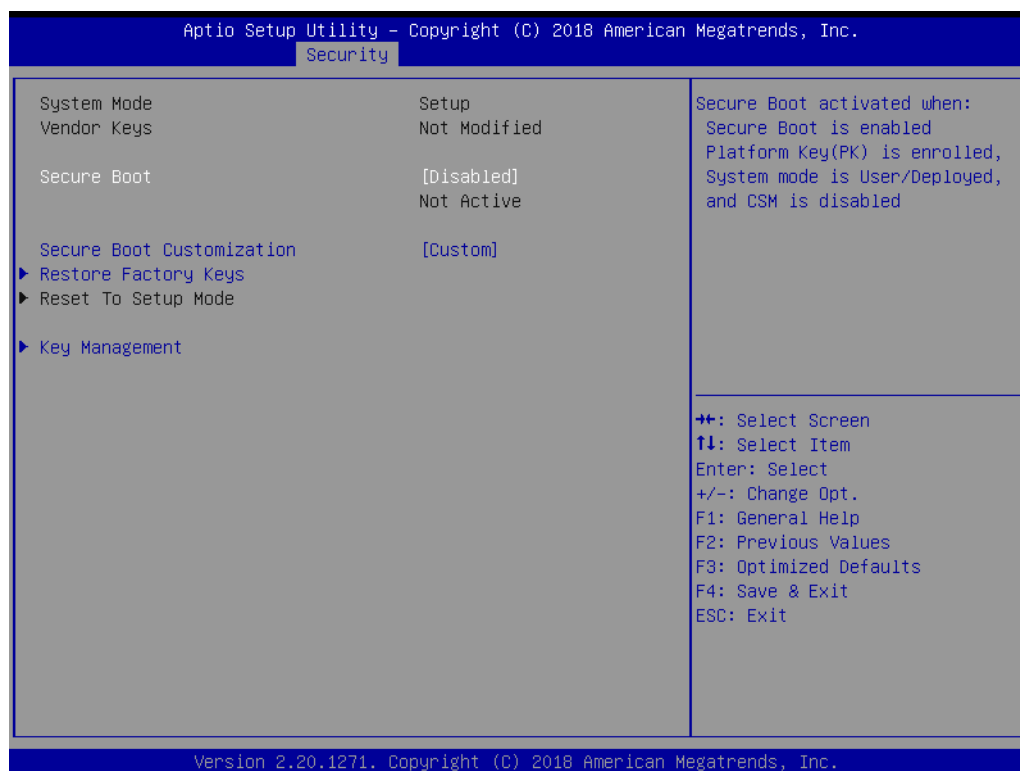 Aptio Setup Utility – Copyright (C) 2018 American Megatrends, Inc.
Security
System Mode Setup
Vendor Keys Not Modified
Secure Boot [Disabled]
Not Active
Secure Boot Customization [Custom]
▶ Restore Factory Keys
▶ Reset To Setup Mode
▶ Key Management
Secure Boot activated when:
Secure Boot is enabled
Platform Key(PK) is enrolled,
System mode is User/Deployed,
and CSM is disabled
→←: Select Screen
↑↓: Select Item
Enter: Select
+/-: Change Opt.
F1: General Help
F2: Previous Values
F3: Optimized Defaults
F4: Save & Exit
ESC: Exit
Version 2.20.1271. Copyright (C) 2018 American Megatrends, Inc.